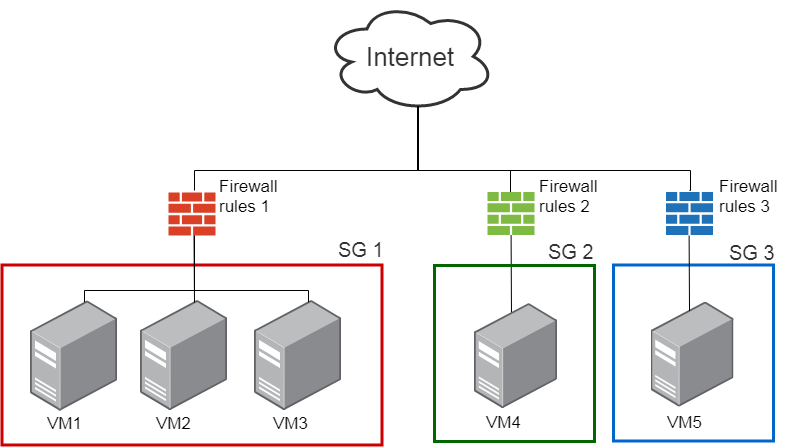 Internet
Firewall
rules 1
Firewall
rules 2
Firewall
rules 3
SG 1
SG 2
SG 3
VM1
VM2
VM3
VM4
VM5